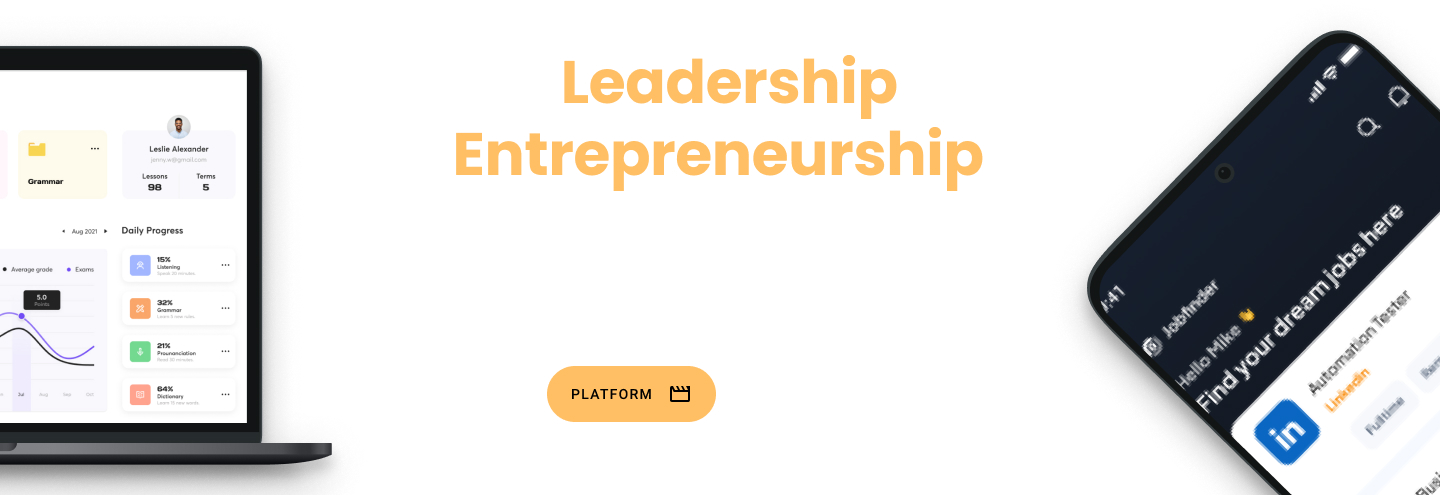 Leadership
Entrepreneurship
PLATFORM
Leslie Alexander
jenny.w@gmail.com
Lessons
98
Terms
5
Grammar
Aug 2021
Daily Progress
Average grade
Exams
5.0
Points
15%
Listening
32%
Grammar
21%
Prounanciation
64%
Dictionary
Jul
Aug
Sep
Oct
:41
Jobfinder
Hello Mike 👋
Find your dream jobs here
Automation Tester
LinkedIn
Fulltime
in